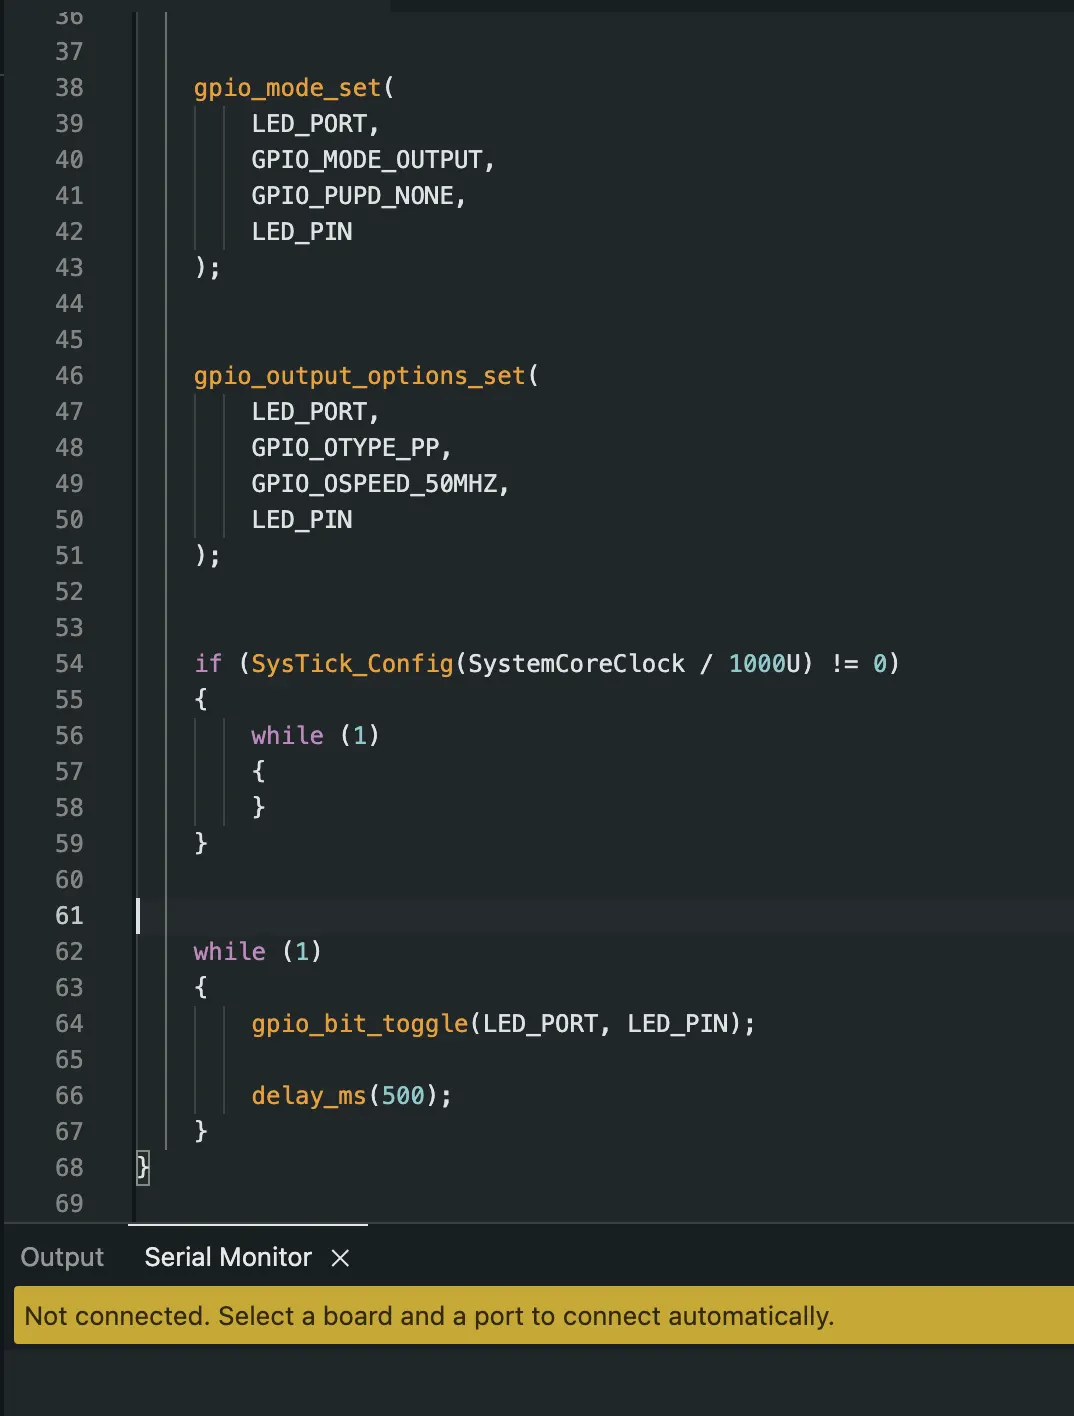 36
37
38 gpio_mode_set(
39 LED_PORT,
40 GPIO_MODE_OUTPUT,
41 GPIO_PUPD_NONE,
42 LED_PIN
43 );
44
45
46 gpio_output_options_set(
47 LED_PORT,
48 GPIO_OTYPE_PP,
49 GPIO_OSPEED_50MHZ,
50 LED_PIN
51 );
52
53
54 if (SysTick_Config(SystemCoreClock / 1000U) != 0)
55 {
56 while (1)
57 {
58 }
59 }
60
61
62 while (1)
63 {
64 gpio_bit_toggle(LED_PORT, LED_PIN);
65
66 delay_ms(500);
67 }
68 }
69
Output Serial Monitor ×
Not connected. Select a board and a port to connect automatically.